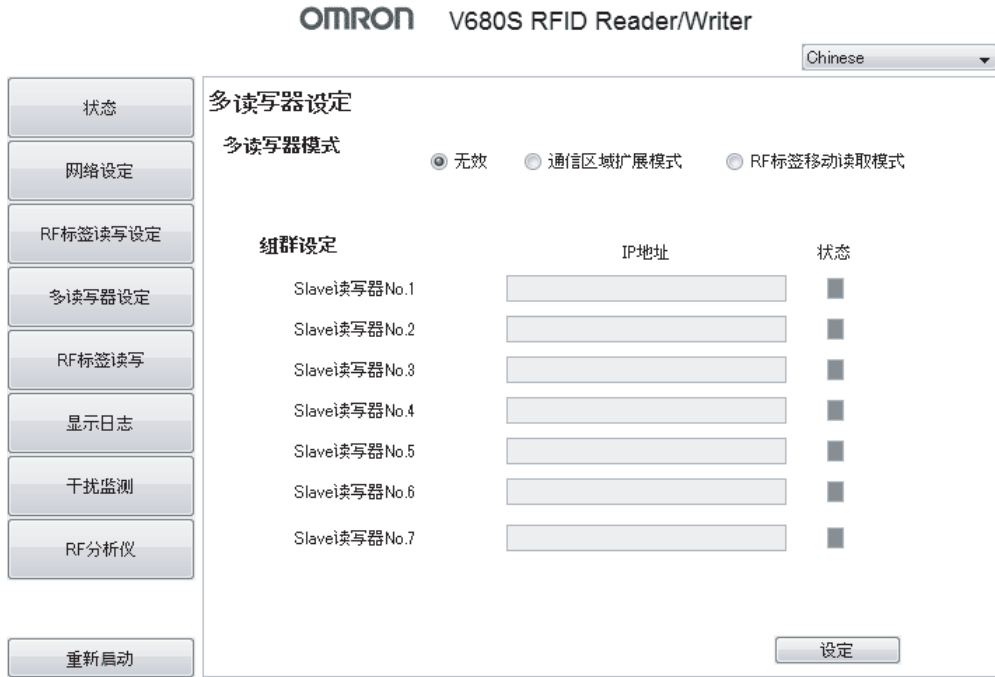 OMRON V680S RFID Reader/Writer
Chinese
状态
网络设定
RF标签读写设定
多读写器设定
RF标签读写
显示日志
干扰监测
RF分析仪
重新启动
多读写器设定
多读写器模式
无效 通信区域扩展模式 RF标签移动读取模式
组群设定 IP地址 状态
Slave读写器No.1
Slave读写器No.2
Slave读写器No.3
Slave读写器No.4
Slave读写器No.5
Slave读写器No.6
Slave读写器No.7
设定